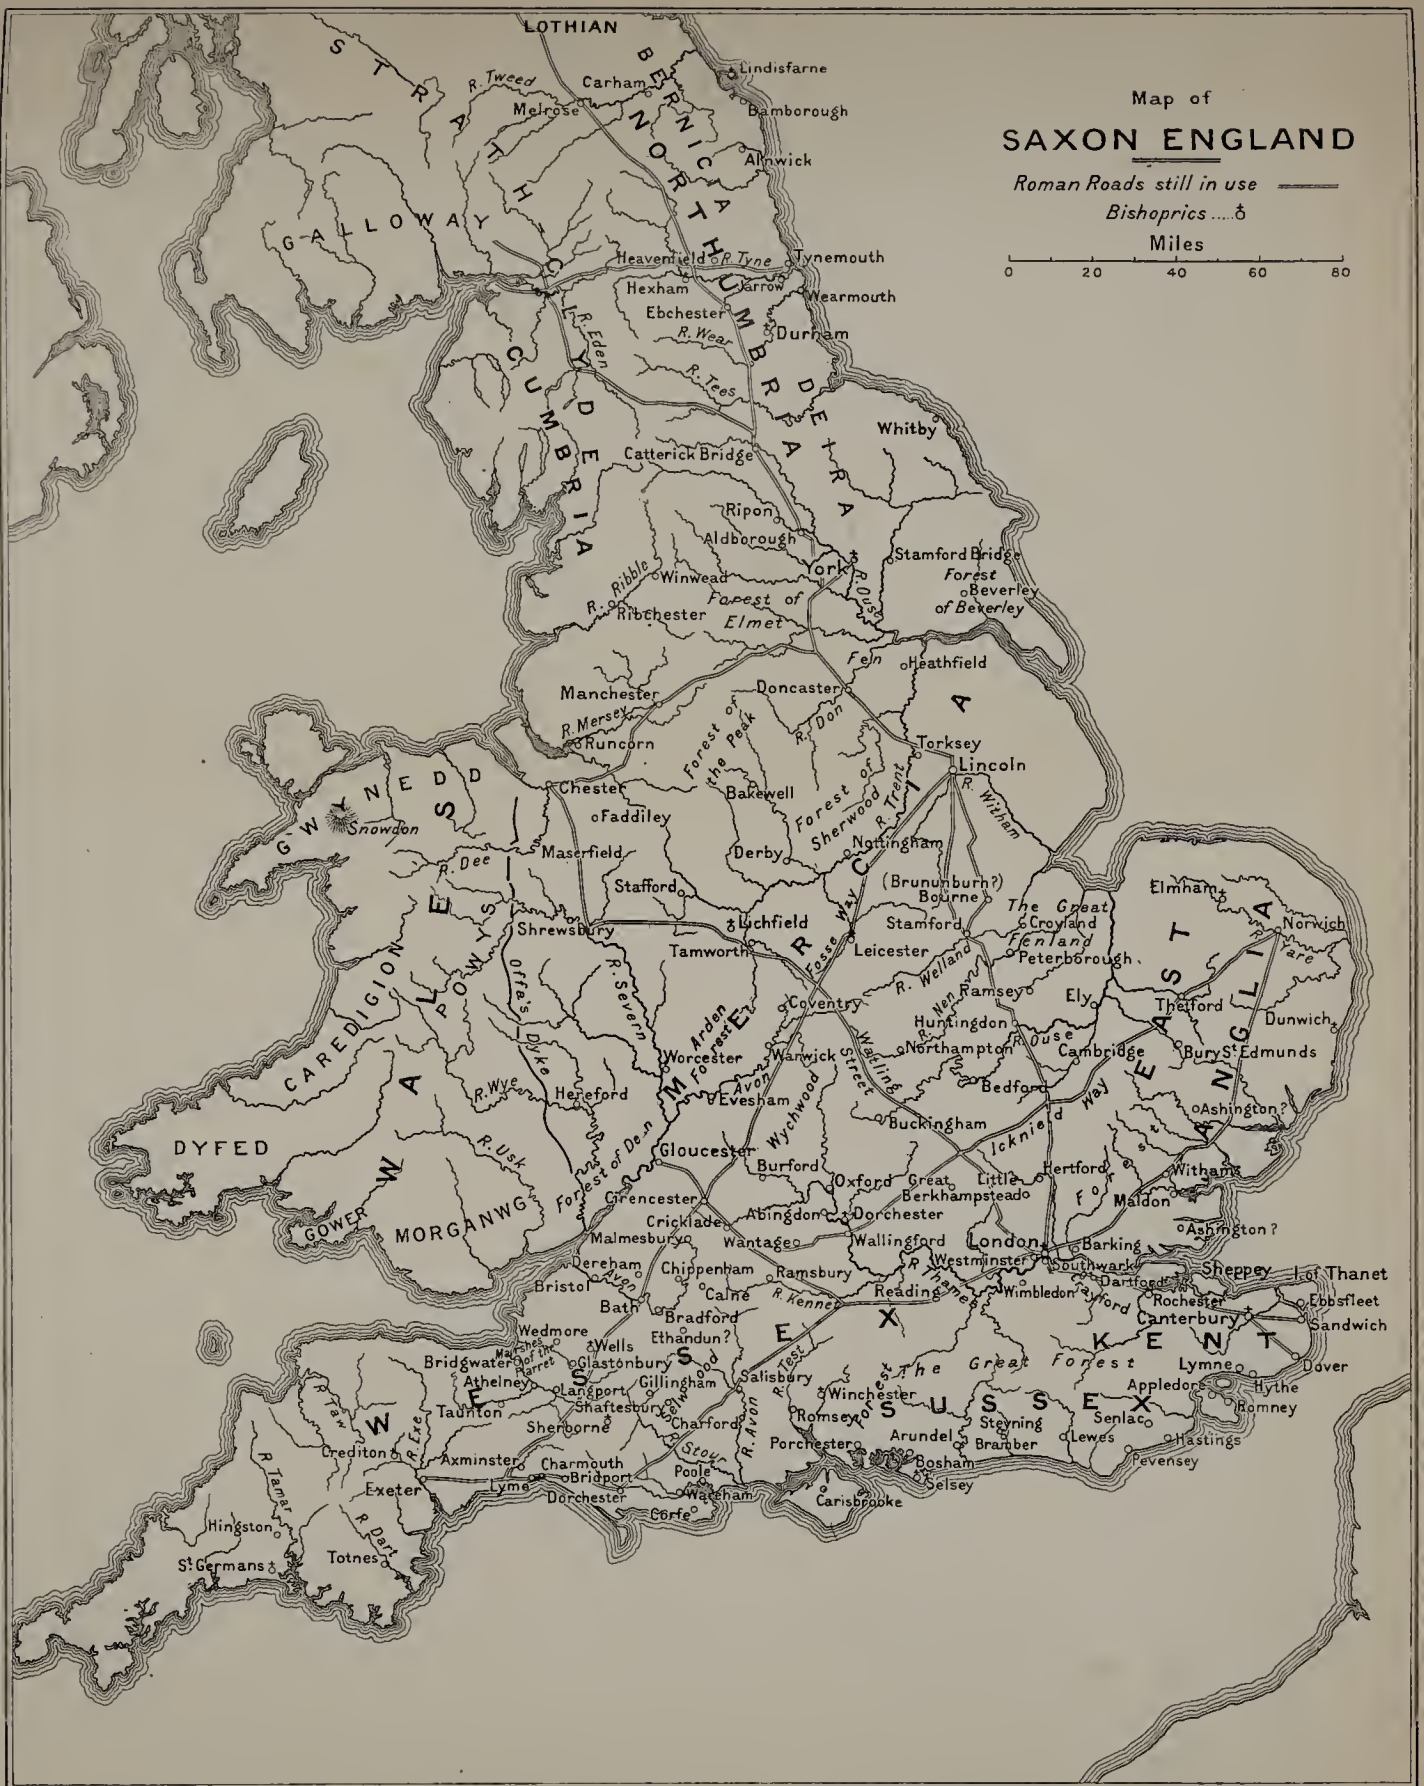 Map of
SAXON ENGLAND
Roman Roads still in use
Bishoprics.....
Miles
0 20 40 60 80
LOTHIAN
STRATHCLYDE
BERNICA
NORTHUMBRIA
Lindisfarne
R. Tweed
Carham
Melrose
Bamborough
Alnwick
GALLOWAY
Heavenfield
R. Tyne
Tynemouth
Hexham
Jarrow
Wearmouth
Ebchester
R. Eden
R. Wear
Durham
CUMBRIA
R. Tees
DEIRA
Whitby
Catterick Bridge
Ripon
Aldborough
York
Stamford Bridge
Forest
of Beverley
Beverley
R. Ribble
Winwead
R. Ouse
Ribchester
Forest of
Elmet
Fen
Heathfield
Manchester
Doncaster
R. Mersey
Runcorn
Forest of
the Peak
R. Don
Torksey
Lincoln
GWYNEDD
Chester
Bakewell
Forest of
Sherwood
R. Trent
R. Witham
Snowdon
Faddiley
R. Dee
Maserfield
Derby
Nottingham
Stafford
(Brununburh?)
Bourne
The Great
Fenland
Croyland
Elmham
Norwich
R. Yare
WALES
POWYS
Shrewsbury
Lichfield
Stamford
Tamworth
Fosse Way
Leicester
Peterborough
MERCIA
EAST ANGLIA
CAREDIGION
Offa's Dyke
R. Severn
R. Welland
Ramsey
Ely
Thetford
Coventry
R. Nen
Dunwich
Arden
Forest
Huntingdon
R. Ouse
Worcester
Warwick
Watling
Street
Northampton
Cambridge
Bury St. Edmunds
R. Wye
Hereford
Avon
Evesham
Bedford
Icknield Way
Ashington?
DYFED
R. Usk
Wychwood
Buckingham
Gloucester
Forest of Den
Burford
Hertford
Forest
Witham
Oxford
Great
Berkhampstead
Little
Maldon
GOWER
MORGANWG
Cirencester
Cricklade
Abingdon
Dorchester
Ashington?
Malmesbury
Wantage
Wallingford
London
Barking
Westminster
Southwark
Dereham
Avon
Chippenham
Ramsbury
R. Thames
Sheppey
I. of Thanet
Bristol
Calne
R. Kennet
Reading
Wimbledon
Crayford
Dartford
Rochester
Ebbsfleet
Bath
Bradford
Canterbury
Sandwich
WESSEX
KENT
Wedmore
Ethandun?
Marshes
of the
Parret
Wells
Bridgwater
Glastonbury
The Great Forest
Lymne
Dover
Athelney
Gillingham
Salisbury
R. Test
Appledore
Hythe
Langport
Selwood
Winchester
Forest
Romney
R. Taw
Taunton
Shaftesbury
SUSSEX
Romsey
Senlac
Steyning
Sherborne
Charford
R. Avon
Arundel
Bramber
Lewes
Hastings
Crediton
R. Exe
Axminster
Charmouth
Stour
Porchester
Bosham
Pevensey
Poole
Selsey
R. Tamar
Exeter
Lyme
Bridport
Dorchester
Wareham
Carisbrooke
Corfe
Hingston
R. Dart
St. Germans
Totnes